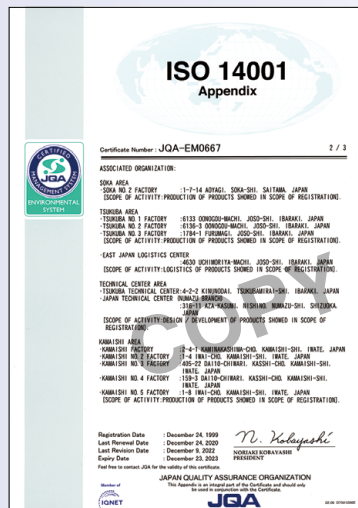 ISO 14001
Appendix
Certificate Number : JQA-EM0667
2 / 3
CERTIFIED
MANAGEMENT SYSTEM
JQA
ENVIRONMENTAL
SYSTEM
ASSOCIATED ORGANIZATION:
SOKA AREA
·SOKA NO.2 FACTORY :1-7-14 AOYAGI, SOKA-SHI, SAITAMA, JAPAN
[SCOPE OF ACTIVITY:PRODUCTION OF PRODUCTS SHOWED IN SCOPE OF REGISTRATION].
TSUKUBA AREA
·TSUKUBA NO.1 FACTORY :6133 OONOGOU-MACHI, JOSO-SHI, IBARAKI, JAPAN
·TSUKUBA NO.2 FACTORY :6136-3 OONOGOU-MACHI, JOSO-SHI, IBARAKI, JAPAN
·TSUKUBA NO.3 FACTORY :1784-1 FURUMAGI, JOSO-SHI, IBARAKI, JAPAN
[SCOPE OF ACTIVITY:PRODUCTION OF PRODUCTS SHOWED IN SCOPE OF REGISTRATION].
·EAST JAPAN LOGISTICS CENTER
:4630 UCHIMORIYA-MACHI, JOSO-SHI, IBARAKI, JAPAN
[SCOPE OF ACTIVITY:LOGISTICS OF PRODUCTS SHOWED IN SCOPE OF REGISTRATION].
TECHNICAL CENTER AREA
·TSUKUBA TECHNICAL CENTER:4-2-2 KINUNODAI, TSUKUBAMIRAI-SHI, IBARAKI, JAPAN
·JAPAN TECHNICAL CENTER (NUMAZU BRANCH)
:316-11 AZA-KASUMI, NISHINO, NUMAZU-SHI, SHIZUOKA,
JAPAN
[SCOPE OF ACTIVITY:DESIGN / DEVELOPMENT OF PRODUCTS SHOWED IN SCOPE OF
REGISTRATION].
KAMAISHI AREA
·KAMAISHI FACTORY :2-4-1 KAMINAKASHIMA-CHO, KAMAISHI-SHI, IWATE, JAPAN
·KAMAISHI NO.2 FACTORY :1-4 IWAI-CHO, KAMAISHI-SHI, IWATE, JAPAN
·KAMAISHI NO.3 FACTORY :405-22 DAI10-CHIWARI, KASSHI-CHO, KAMAISHI-SHI,
IWATE, JAPAN
·KAMAISHI NO.4 FACTORY :159-3 DAI10-CHIWARI, KASSHI-CHO, KAMAISHI-SHI,
IWATE, JAPAN
·KAMAISHI NO.5 FACTORY :1-8 IWAI-CHO, KAMAISHI-SHI, IWATE, JAPAN
[SCOPE OF ACTIVITY:PRODUCTION OF PRODUCTS SHOWED IN SCOPE OF REGISTRATION].
COPY
Registration Date : December 24, 1999
Last Renewal Date : December 24, 2020
Last Revision Date : December 9, 2022
Expiry Date : December 23, 2023
N. Kobayashi
NORIAKI KOBAYASHI
PRESIDENT
Feel free to contact JQA for the validity of this certificate.
Member of
IQNET
JAPAN QUALITY ASSURANCE ORGANIZATION
This Appendix is an integral part of the Certificate and should only
be used in conjunction with the Certificate.
JQA